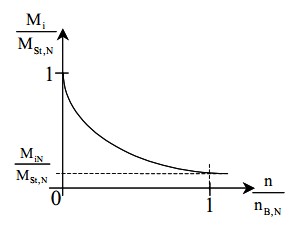 M_i
M_St,N
1
M_iN
M_St,N
0
1
n
n_B,N